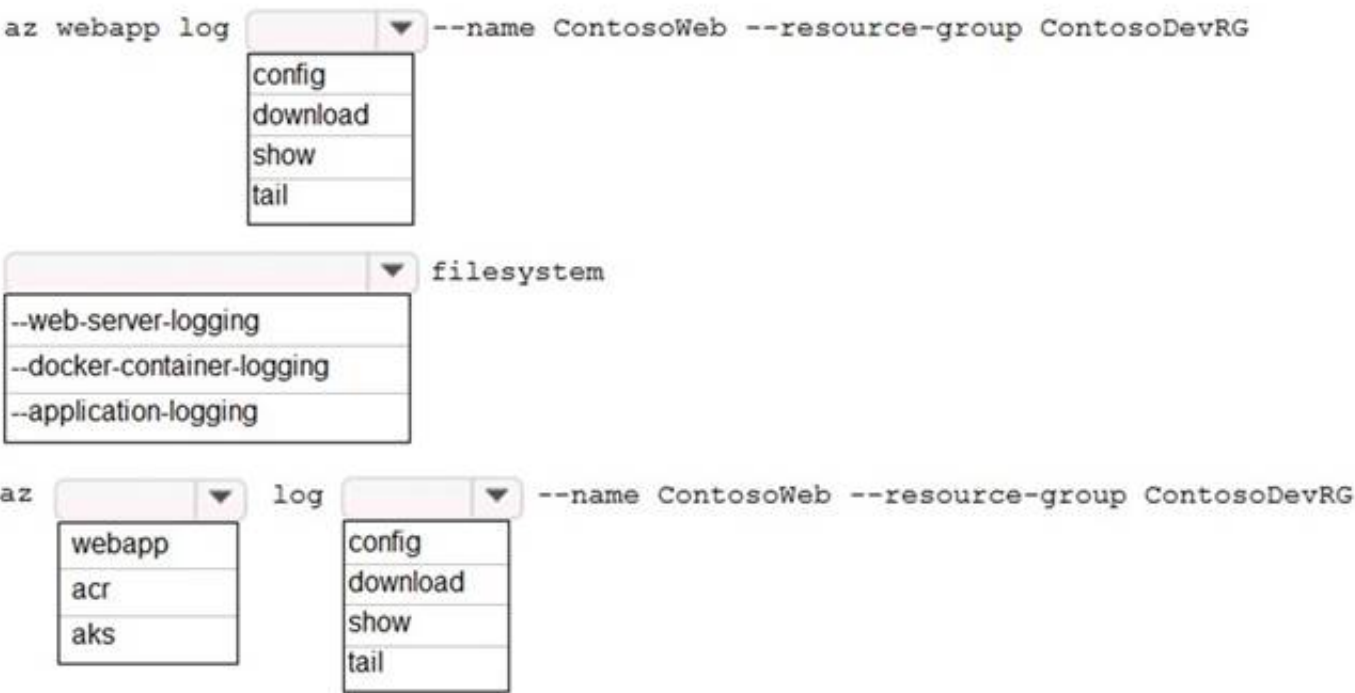 az webapp log --name ContosoWeb --resource-group ContosoDevRG
config
download
show
tail
filesystem
--web-server-logging
--docker-container-logging
--application-logging
az log --name ContosoWeb --resource-group ContosoDevRG
webapp
acr
aks
config
download
show
tail